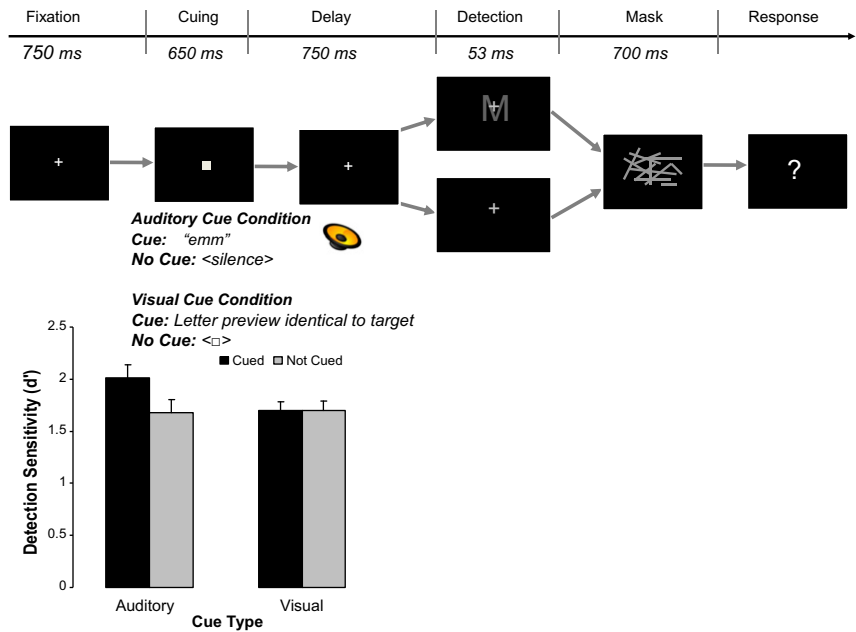 Fixation Cuing Delay Detection Mask Response
750 ms 650 ms 750 ms 53 ms 700 ms
M
?
Auditory Cue Condition
Cue: “emm”
No Cue: <silence>
Visual Cue Condition
Cue: Letter preview identical to target
No Cue: <□>
Cued Not Cued
Detection Sensitivity (d')
2.5
2
1.5
1
0.5
0
Auditory Visual
Cue Type